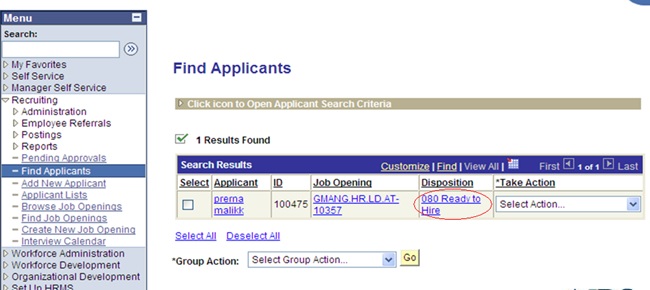 Menu
Search:
My Favorites
Self Service
Manager Self Service
Recruiting
Administration
Employee Referrals
Postings
Reports
Pending Approvals
Find Applicants
Add New Applicant
Applicant Lists
Browse Job Openings
Find Job Openings
Create New Job Opening
Interview Calendar
Workforce Administration
Workforce Development
Organizational Development
Set Up HRMS
Find Applicants
Click icon to Open Applicant Search Criteria
1 Results Found
Search Results Customize | Find | View All | First 1 of 1 Last
Select Applicant ID Job Opening Disposition *Take Action
prerna malikk 100475 GMANG.HR.LD.AT-10357 080 Ready to Hire Select Action...
Select All Deselect All
*Group Action: Select Group Action... Go